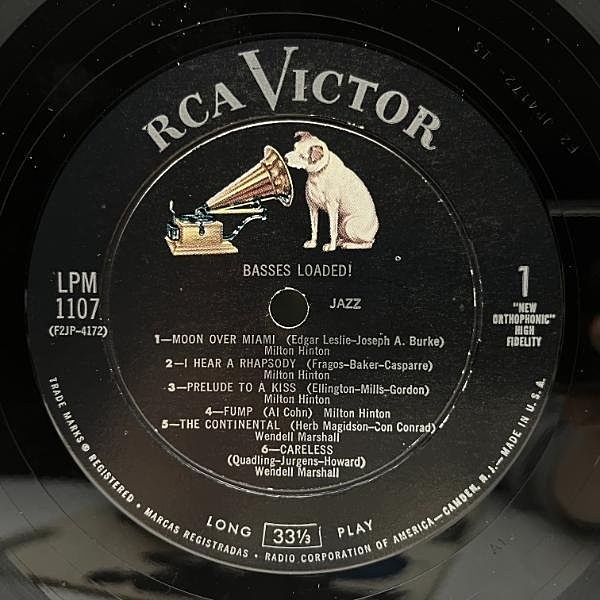 RCA VICTOR
BASSES LOADED!
LPM
1107
(F2JP-4172)
JAZZ
1
"NEW
ORTHOPHONIC"
HIGH
FIDELITY
1—MOON OVER MIAMI (Edgar Leslie-Joseph A. Burke)
Milton Hinton
2—I HEAR A RHAPSODY (Fragos-Baker-Casparre)
Milton Hinton
3—PRELUDE TO A KISS (Ellington-Mills-Gordon)
Milton Hinton
4—FUMP (Al Cohn) Milton Hinton
5—THE CONTINENTAL (Herb Magidson-Con Conrad)
Wendell Marshall
6—CARELESS
(Quadling-Jurgens-Howard)
Wendell Marshall
LONG 33⅓ PLAY
TRADE MARKS ® REGISTERED • MARCAS REGISTRADAS • RADIO CORPORATION OF AMERICA—CAMDEN, N. J.—MADE IN U.S.A.